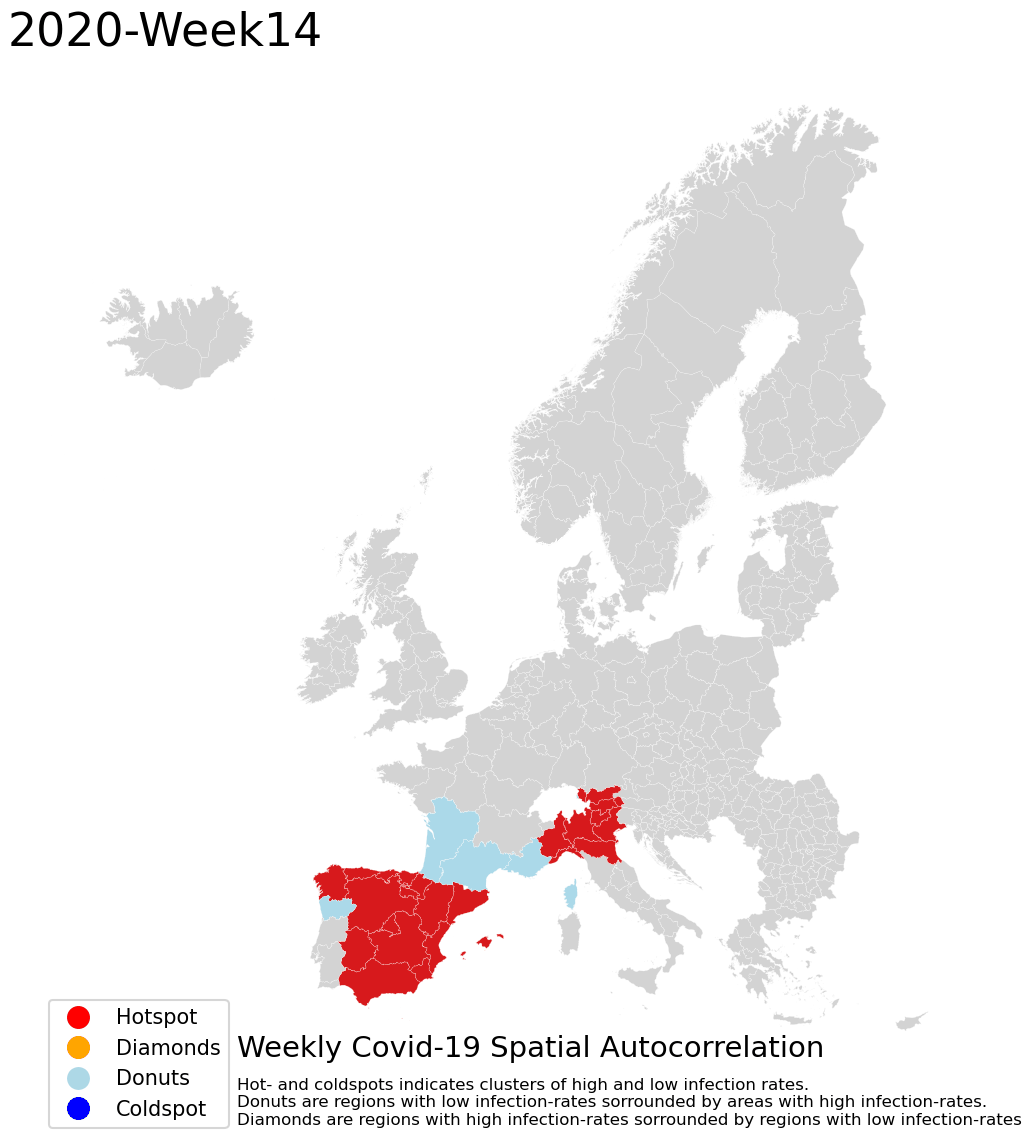 2020-Week14
Hotspot
Diamonds
Donuts
Coldspot
Weekly Covid-19 Spatial Autocorrelation
Hot- and coldspots indicates clusters of high and low infection rates.
Donuts are regions with low infection-rates sorrounded by areas with high infection-rates.
Diamonds are regions with high infection-rates sorrounded by regions with low infection-rates